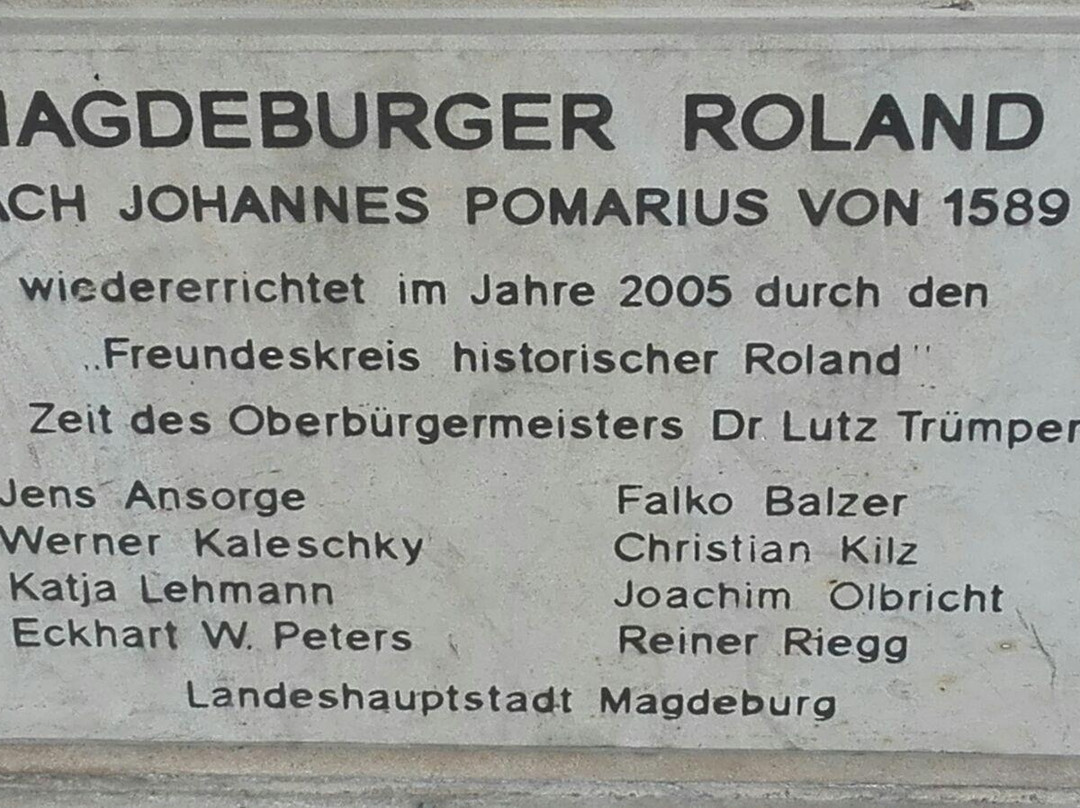 MAGDEBURGER ROLAND
ACH JOHANNES POMARIUS VON 1589
wiedererrichtet im Jahre 2005 durch den
„Freundeskreis historischer Roland"
Zeit des Oberbürgermeisters Dr Lutz Trümper
Jens Ansorge Falko Balzer
Werner Kaleschky Christian Kilz
Katja Lehmann Joachim Olbricht
Eckhart W. Peters Reiner Riegg
Landeshauptstadt Magdeburg